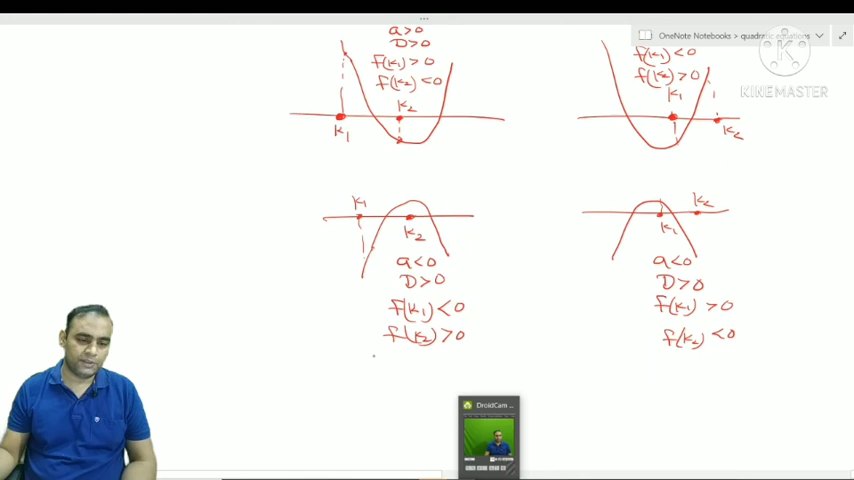 a>0
D>0
f(k₁)>0
f(k₂)<0
k₂
k₁
OneNote Notebooks > quadratic equations
f(k₁)<0
f(k₂)>0
k₁
k₂
K
KINEMASTER
k₁
k₂
a<0
D>0
f(k₁)<0
f(k₂)>0
k₂
k₁
a<0
D>0
f(k₁)>0
f(k₂)<0
DroidCam ...